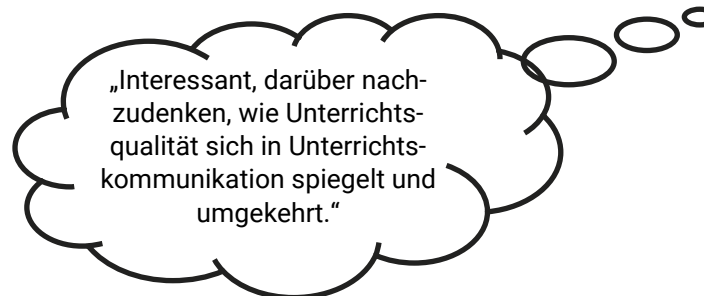 „Interessant, darüber nach-
zudenken, wie Unterrichts-
qualität sich in Unterrichts-
kommunikation spiegelt und
umgekehrt.“